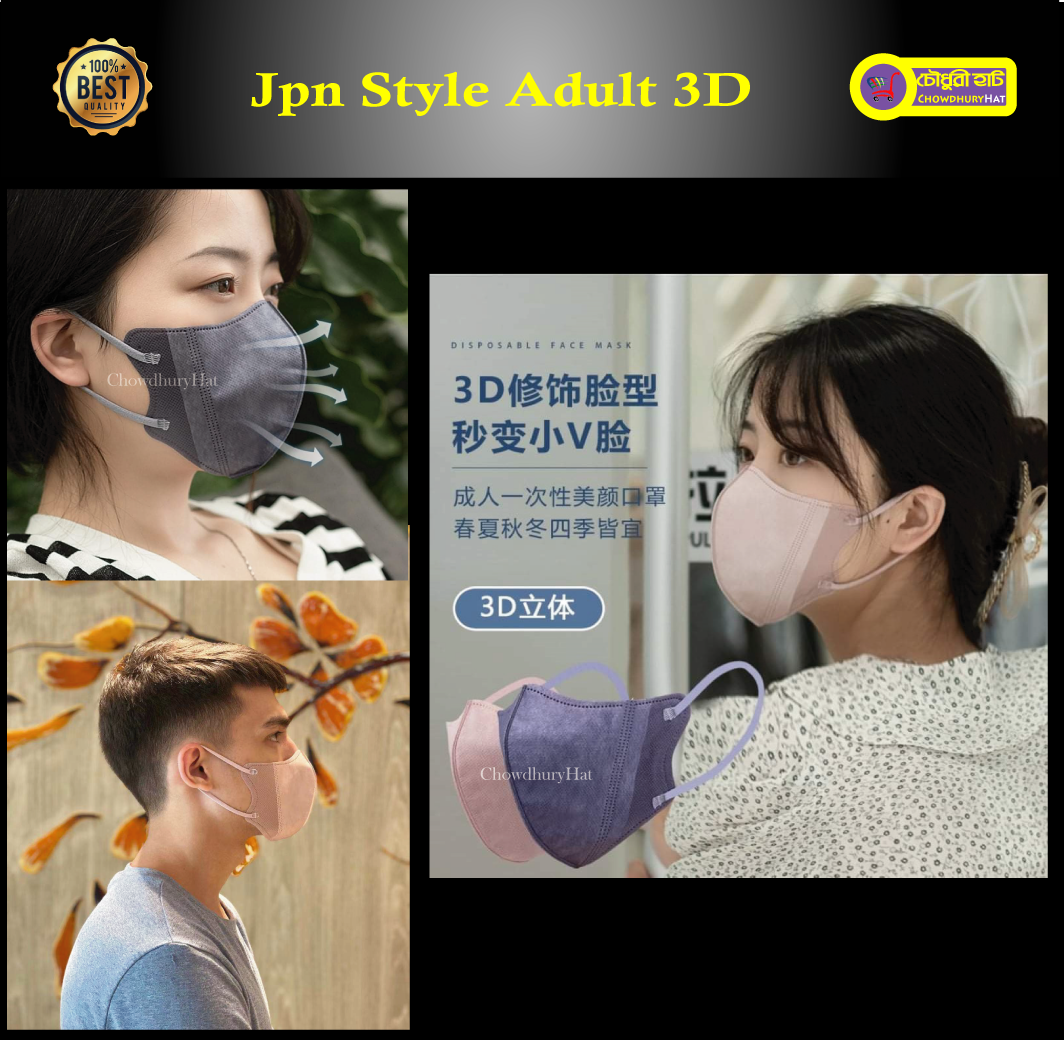 100%
BEST
QUALITY
Jpn Style Adult 3D
চৌধুরী হাট
CHOWDHURYHAT
ChowdhuryHat
DISPOSABLE FACE MASK
3D修饰脸型
秒变小V脸
成人一次性美颜口罩
春夏秋冬四季皆宜
3D立体
ChowdhuryHat